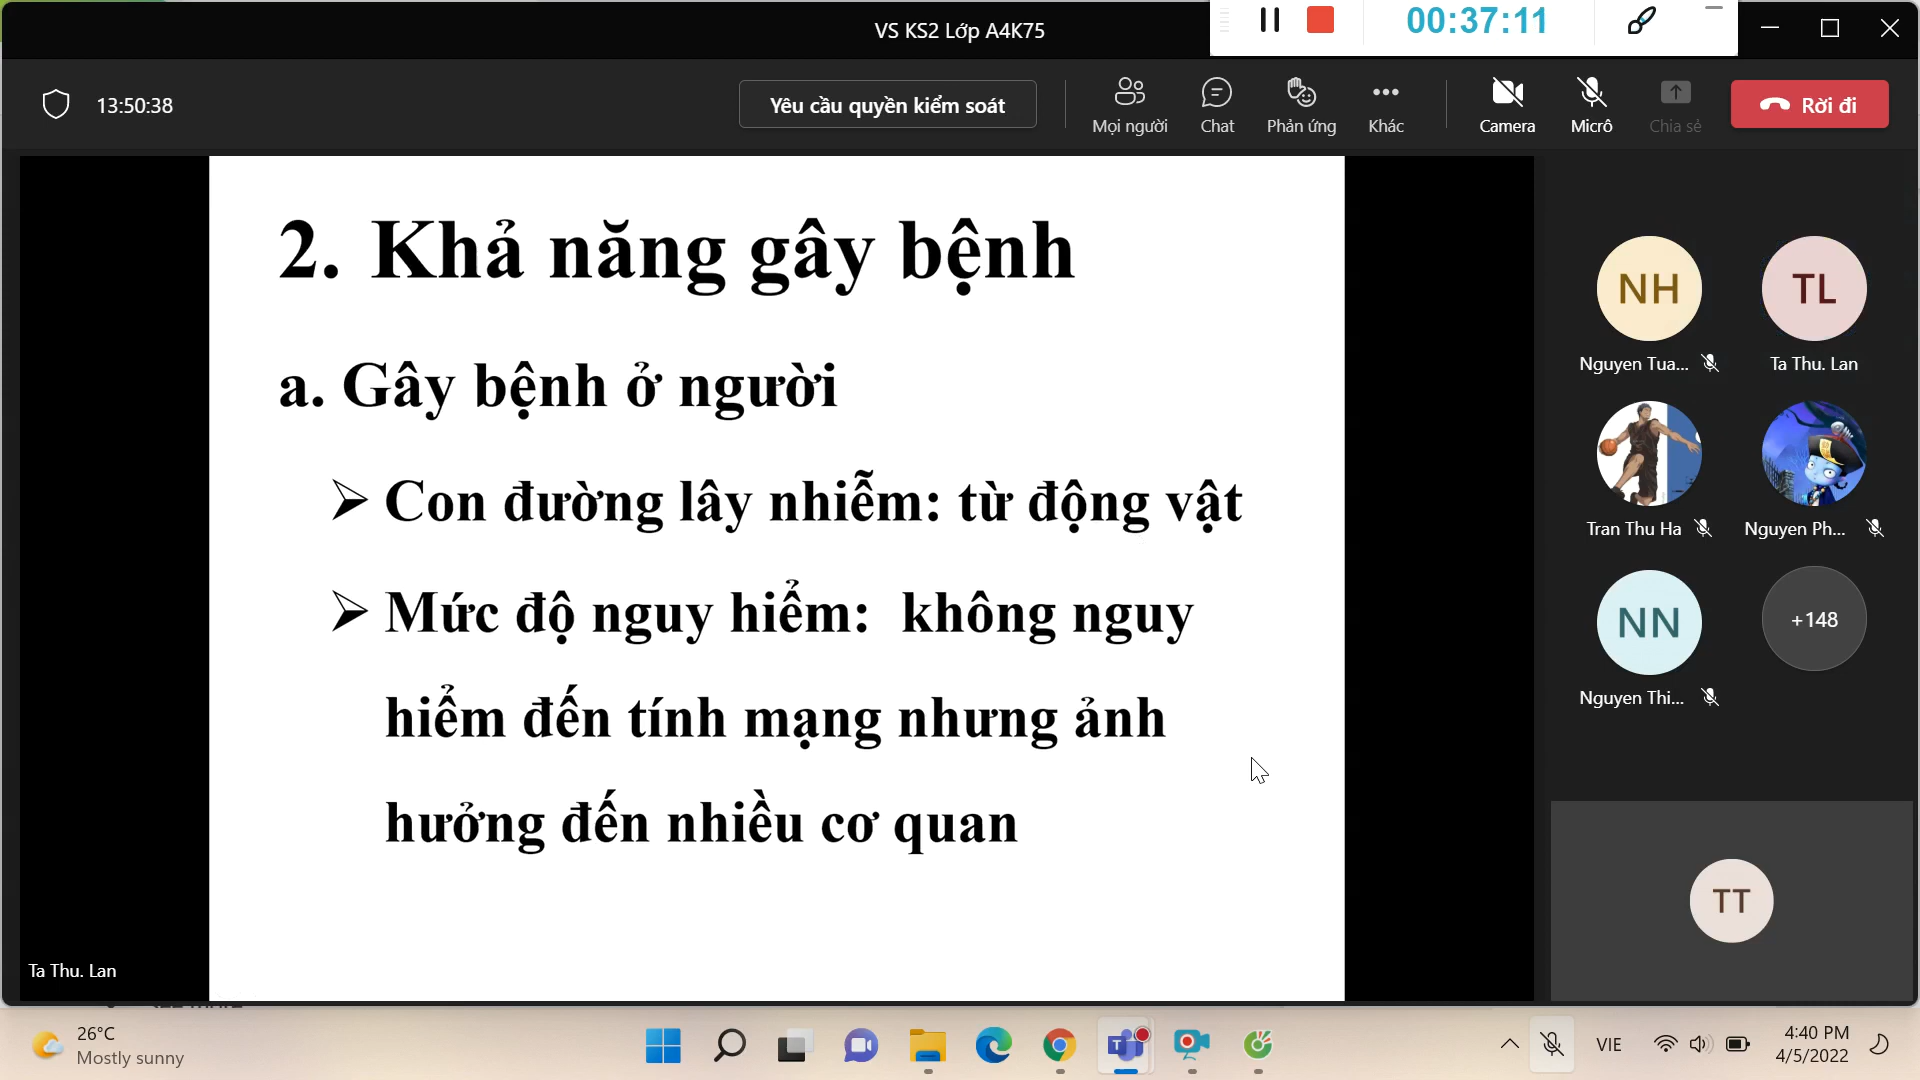 VS KS2 Lớp A4K75
00:37:11
13:50:38
Yêu cầu quyền kiểm soát
Mọi người
Chat
Phản ứng
Khác
Camera
Micrô
Chia sẻ
Rời đi
2. Khả năng gây bệnh
a. Gây bệnh ở người
➢ Con đường lây nhiễm: từ động vật
➢ Mức độ nguy hiểm: không nguy
hiểm đến tính mạng nhưng ảnh
hưởng đến nhiều cơ quan
Ta Thu. Lan
NH
Nguyen Tua...
TL
Ta Thu. Lan
Tran Thu Ha
Nguyen Ph...
NN
Nguyen Thi...
+148
TT
26°C
Mostly sunny
VIE
4:40 PM
4/5/2022